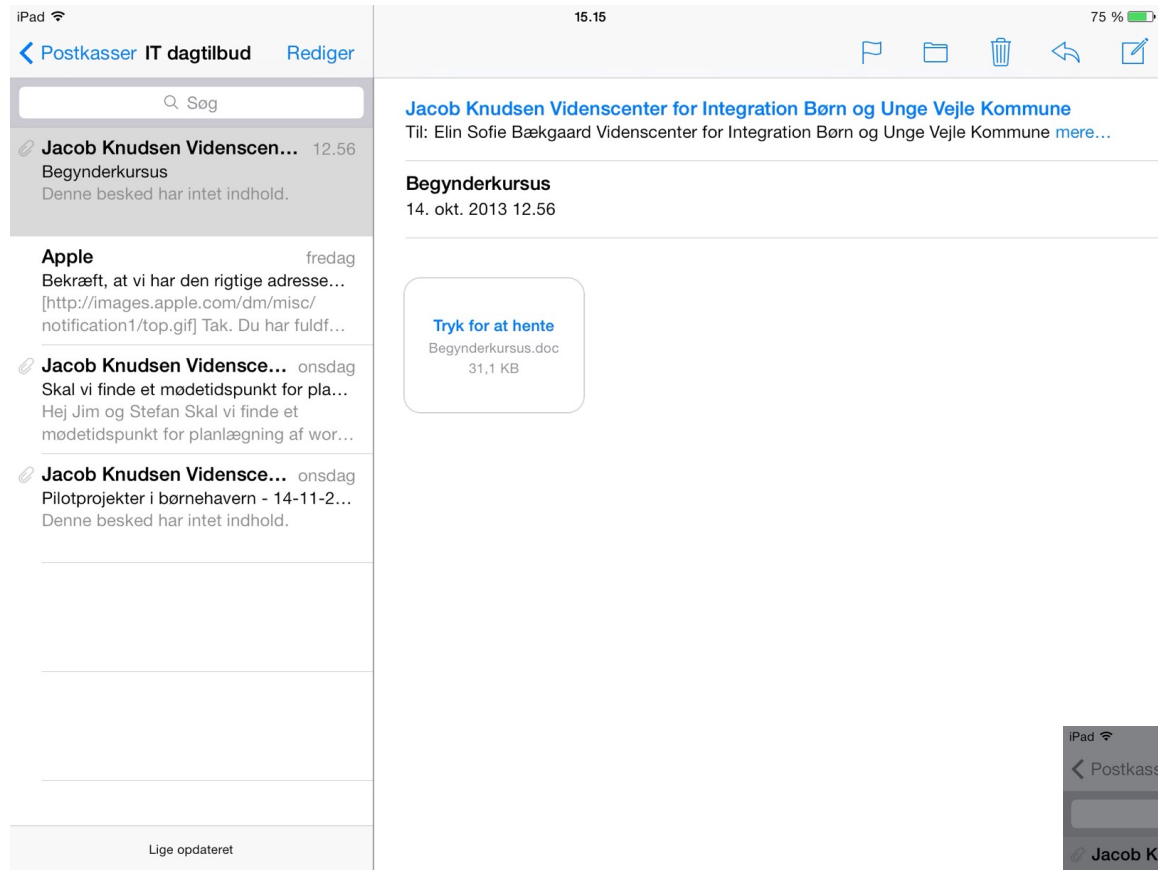 iPad
15.15
75 %
Postkasser IT dagtilbud Rediger
Søg
Jacob Knudsen Videnscen... 12.56
Begynderkursus
Denne besked har intet indhold.
Apple fredag
Bekræft, at vi har den rigtige adresse...
[http://images.apple.com/dm/misc/
notification1/top.gif] Tak. Du har fuldf...
Jacob Knudsen Vidensce... onsdag
Skal vi finde et mødetidspunkt for pla...
Hej Jim og Stefan Skal vi finde et
mødetidspunkt for planlægning af wor...
Jacob Knudsen Vidensce... onsdag
Pilotprojekter i børnehavern - 14-11-2...
Denne besked har intet indhold.
Lige opdateret
Jacob Knudsen Videnscenter for Integration Børn og Unge Vejle Kommune
Til: Elin Sofie Bækgaard Videnscenter for Integration Børn og Unge Vejle Kommune mere...
Begynderkursus
14. okt. 2013 12.56
Tryk for at hente
Begynderkursus.doc
31,1 KB
iPad
Postkass
Jacob K